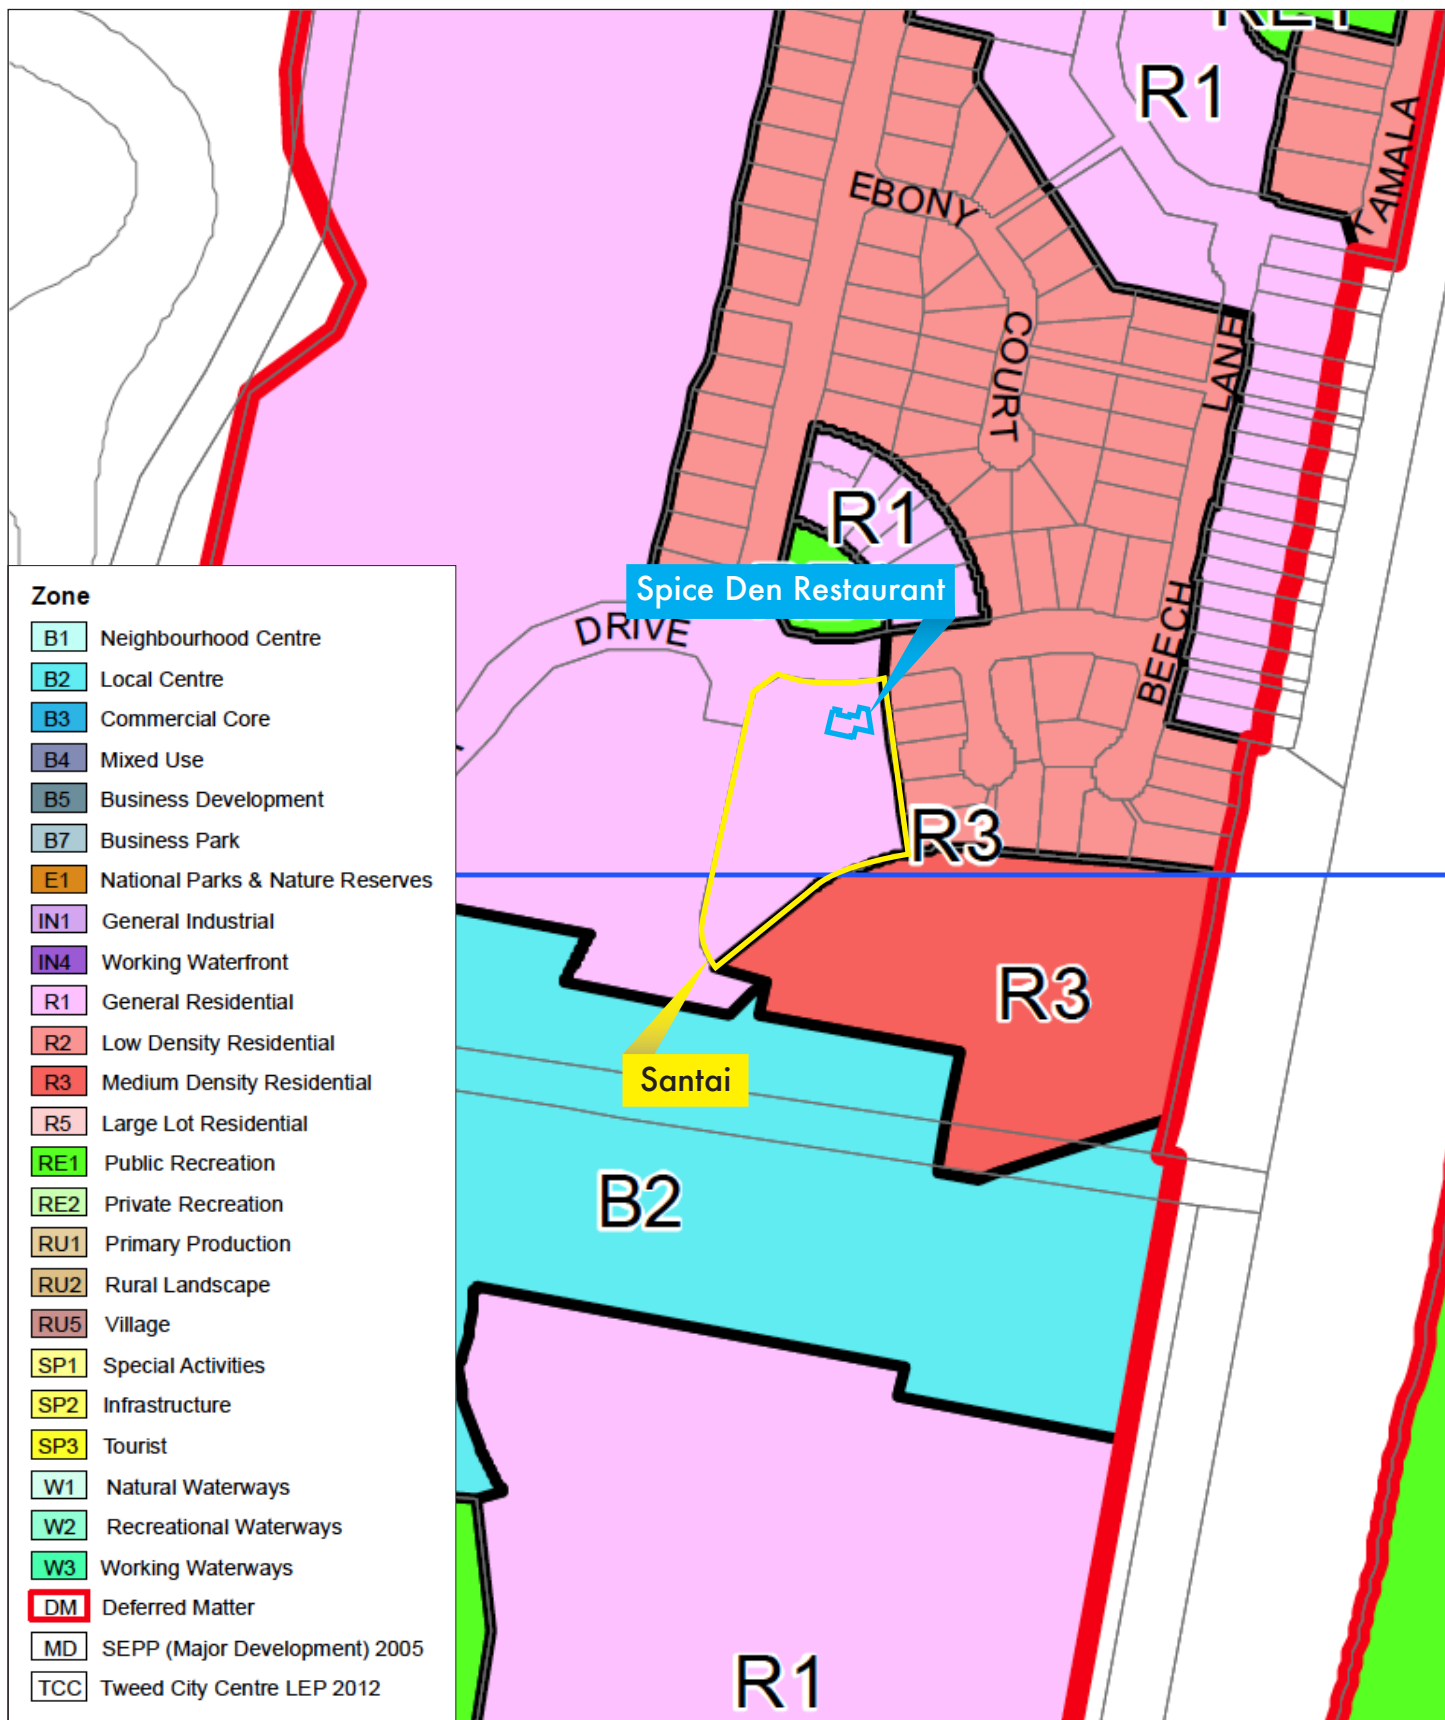 R1
TAMALA
EBONY
COURT
LANE
R1
Spice Den Restaurant
DRIVE
BEECH
R3
R3
Santai
B2
R1
Zone
B1 Neighbourhood Centre
B2 Local Centre
B3 Commercial Core
B4 Mixed Use
B5 Business Development
B7 Business Park
E1 National Parks & Nature Reserves
IN1 General Industrial
IN4 Working Waterfront
R1 General Residential
R2 Low Density Residential
R3 Medium Density Residential
R5 Large Lot Residential
RE1 Public Recreation
RE2 Private Recreation
RU1 Primary Production
RU2 Rural Landscape
RU5 Village
SP1 Special Activities
SP2 Infrastructure
SP3 Tourist
W1 Natural Waterways
W2 Recreational Waterways
W3 Working Waterways
DM Deferred Matter
MD SEPP (Major Development) 2005
TCC Tweed City Centre LEP 2012